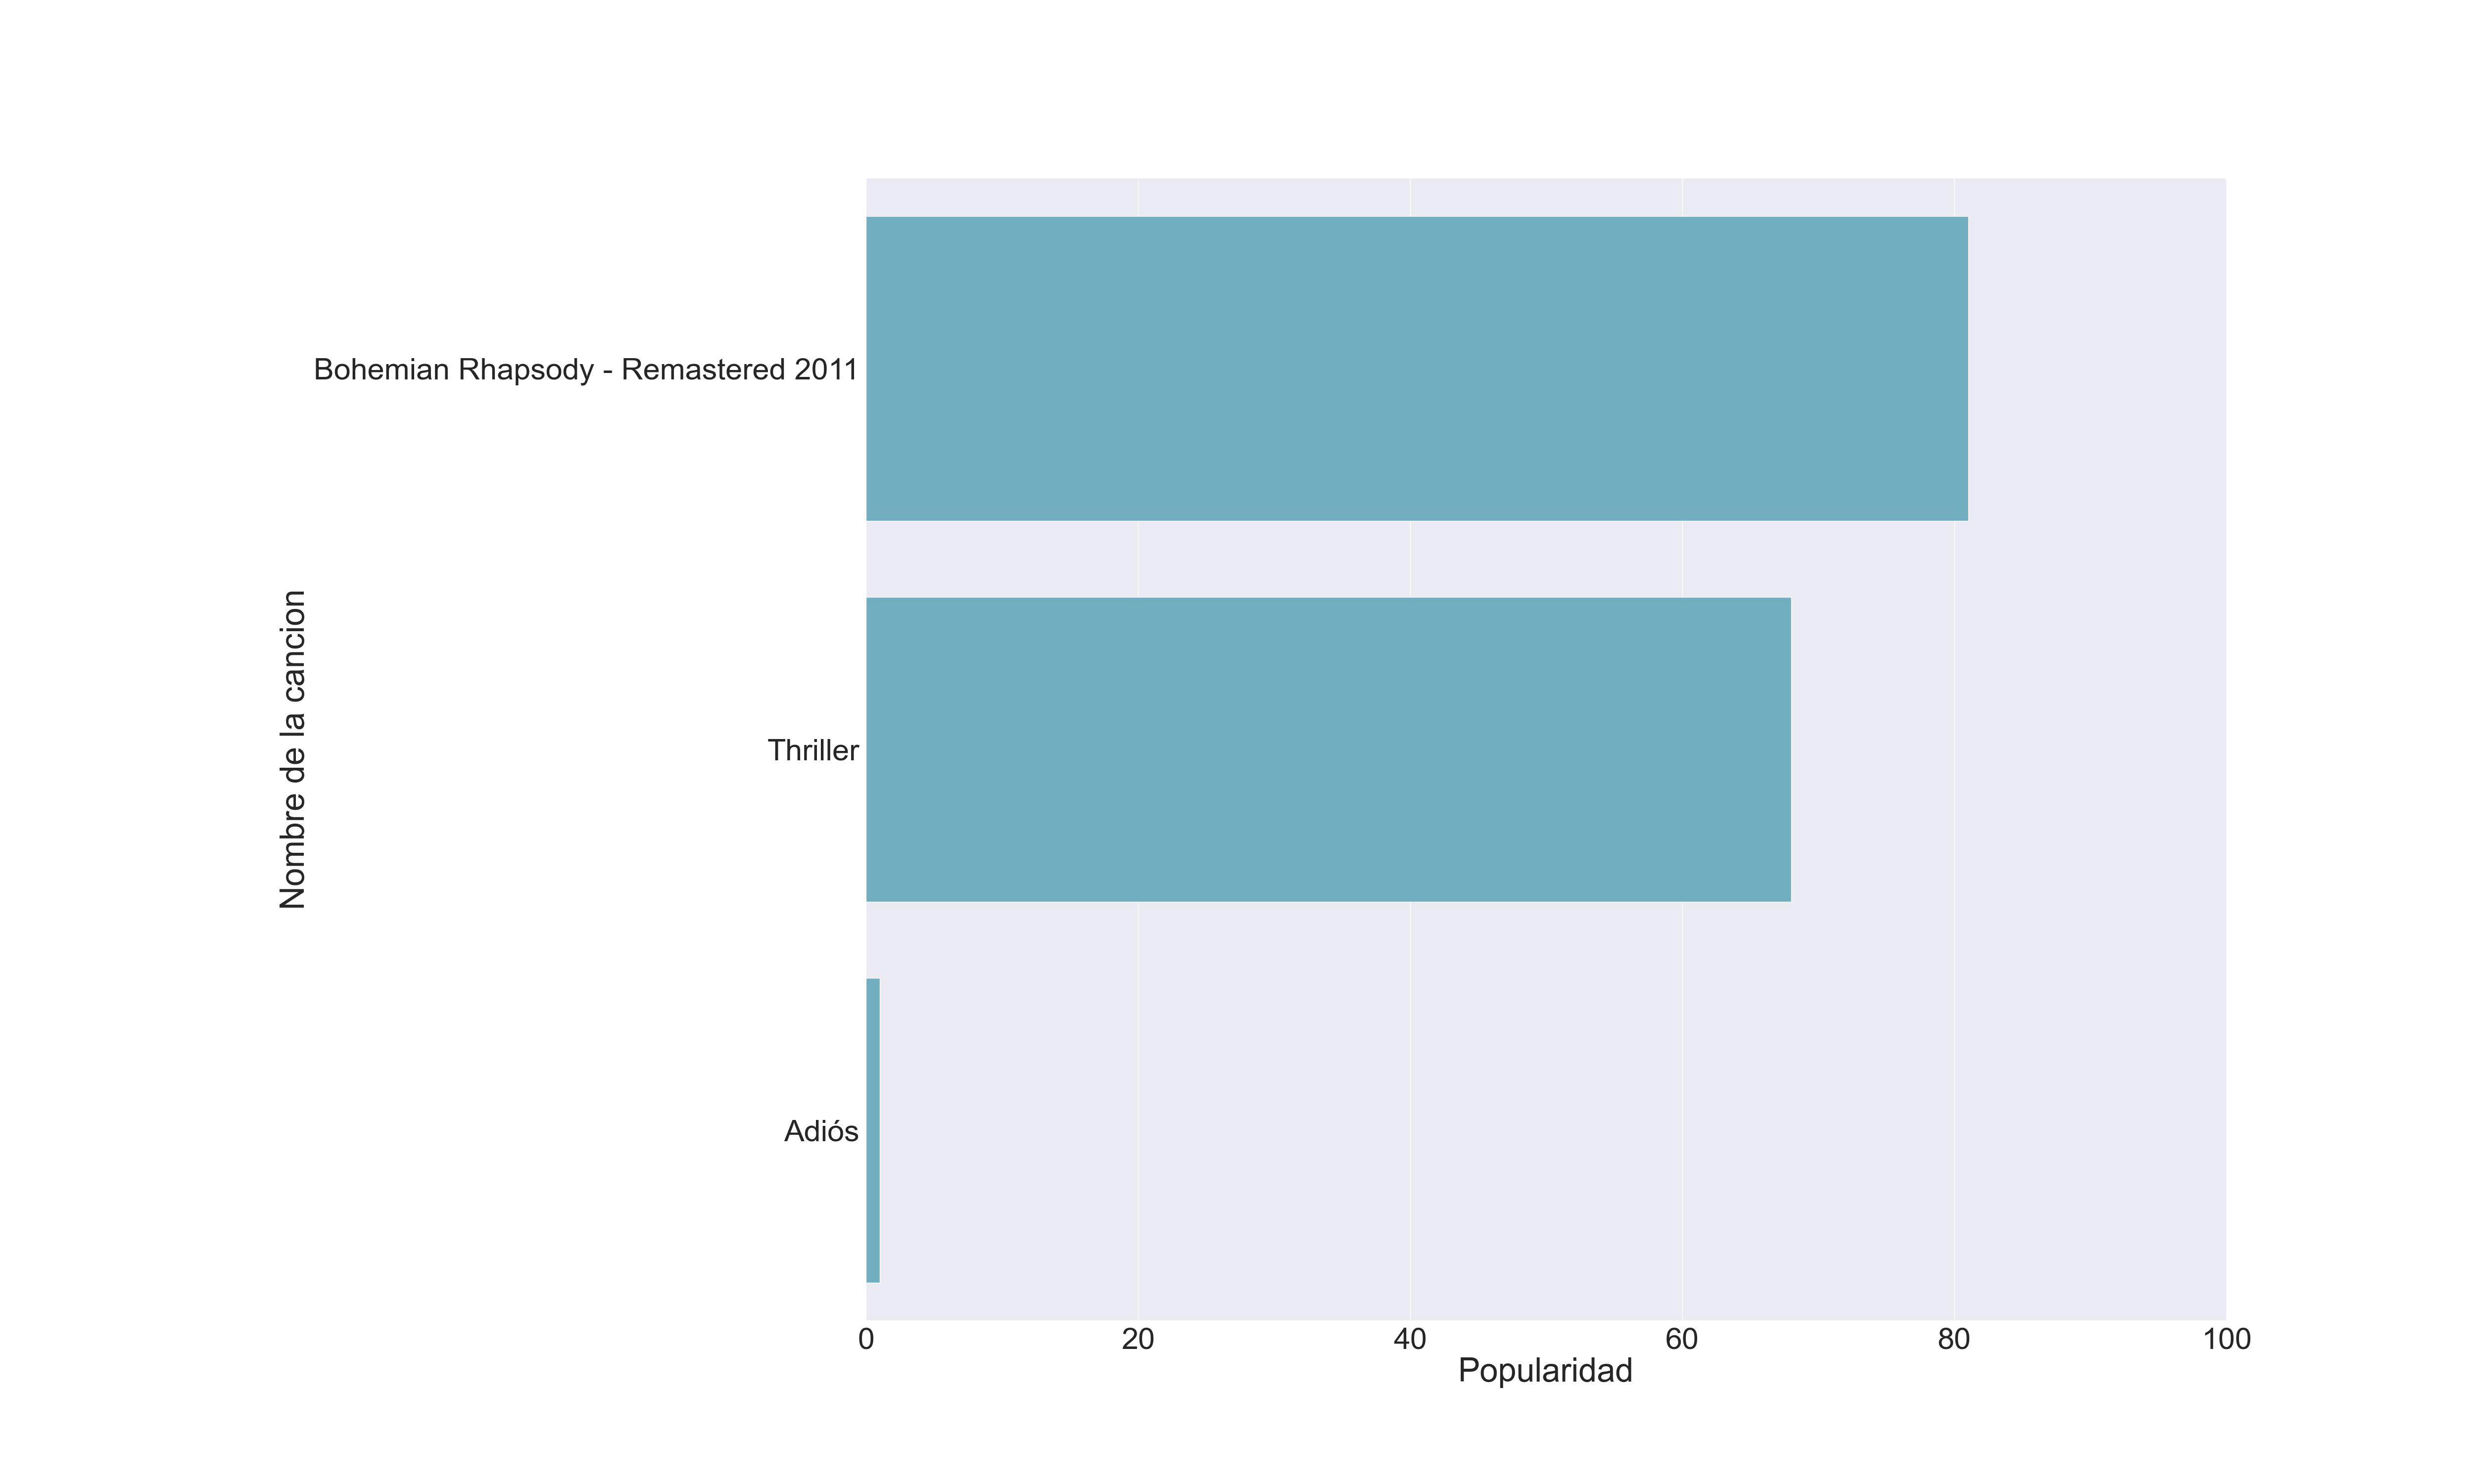 Bohemian Rhapsody - Remastered 2011
Thriller
Adiós
Nombre de la cancion
0 20 40 60 80 100
Popularidad